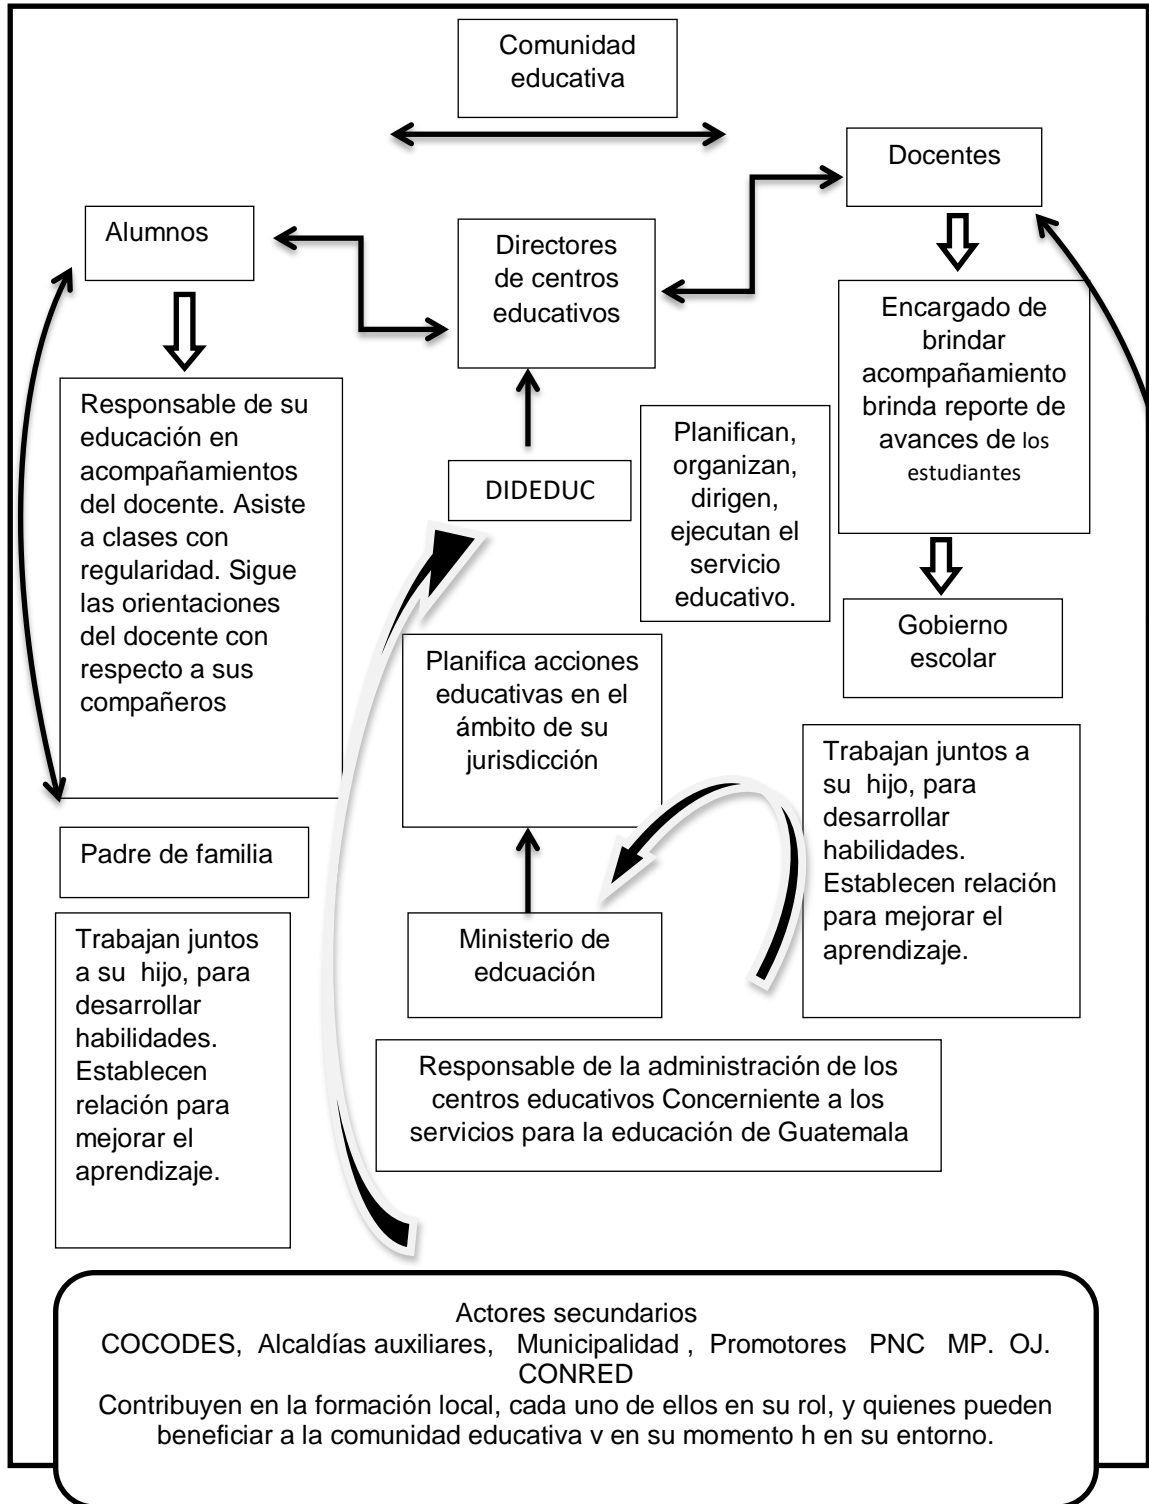 Comunidad
educativa
Docentes
Alumnos
Directores
de centros
educativos
Encargado de
brindar
acompañamiento
brinda reporte de
avances de los
estudiantes
Responsable de su
educación en
acompañamientos
del docente. Asiste
a clases con
regularidad. Sigue
las orientaciones
del docente con
respecto a sus
compañeros
Planifican,
organizan,
dirigen,
ejecutan el
servicio
educativo.
DIDEDUC
Gobierno
escolar
Planifica acciones
educativas en el
ámbito de su
jurisdicción
Trabajan juntos a
su hijo, para
desarrollar
habilidades.
Establecen relación
para mejorar el
aprendizaje.
Padre de familia
Trabajan juntos
a su hijo, para
desarrollar
habilidades.
Establecen
relación para
mejorar el
aprendizaje.
Ministerio de
edcuación
Responsable de la administración de los
centros educativos Concerniente a los
servicios para la educación de Guatemala
Actores secundarios
COCODES, Alcaldías auxiliares, Municipalidad , Promotores PNC MP. OJ.
CONRED
Contribuyen en la formación local, cada uno de ellos en su rol, y quienes pueden
beneficiar a la comunidad educativa v en su momento h en su entorno.